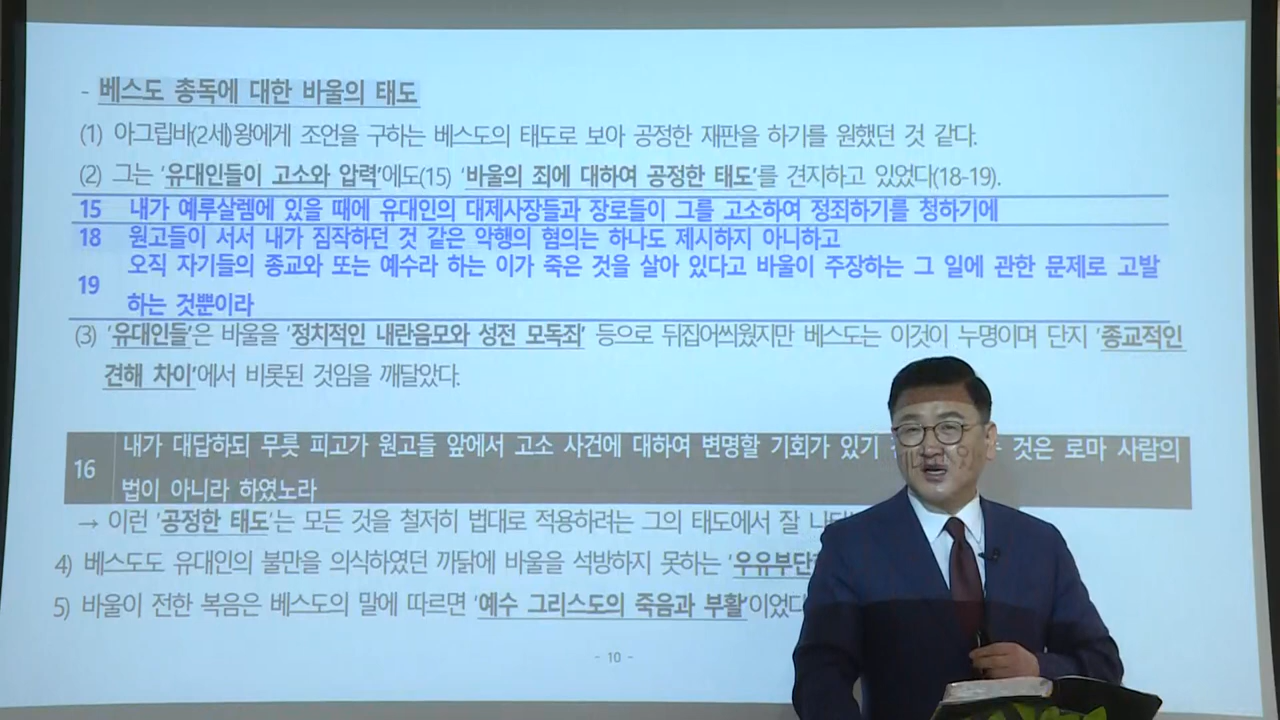 - 베스도 총독에 대한 바울의 태도
(1) 아그립바(2세)왕에게 조언을 구하는 베스도의 태도로 보아 공정한 재판을 하기를 원했던 것 같다.
(2) 그는 '유대인들이 고소와 압력'에도(15) '바울의 죄에 대하여 공정한 태도'를 견지하고 있었다(18-19).
15 내가 예루살렘에 있을 때에 유대인의 대제사장들과 장로들이 그를 고소하여 정죄하기를 청하기에
18 원고들이 서서 내가 짐작하던 것 같은 악행의 혐의는 하나도 제시하지 아니하고
19 오직 자기들의 종교와 또는 예수라 하는 이가 죽은 것을 살아 있다고 바울이 주장하는 그 일에 관한 문제로 고발
하는 것뿐이라
(3) '유대인들'은 바울을 '정치적인 내란음모와 성전 모독죄' 등으로 뒤집어씌웠지만 베스도는 이것이 누명이며 단지 '종교적인
견해 차이'에서 비롯된 것임을 깨달았다.
16 내가 대답하되 무릇 피고가 원고들 앞에서 고소 사건에 대하여 변명할 기회가 있기 것은 로마 사람의
법이 아니라 하였노라
→ 이런 '공정한 태도'는 모든 것을 철저히 법대로 적용하려는 그의 태도에서 잘
4) 베스도도 유대인의 불만을 의식하였던 까닭에 바울을 석방하지 못하는 '우유부단
5) 바울이 전한 복음은 베스도의 말에 따르면 '예수 그리스도의 죽음과 부활'이었다
- 10 -